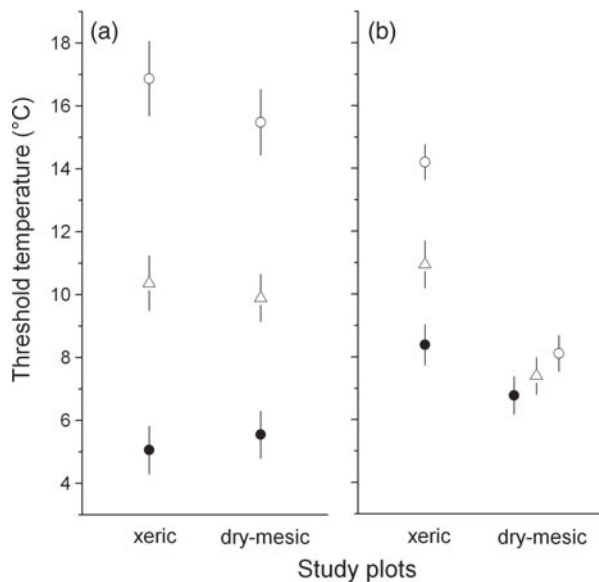 (a)
(b)
Threshold temperature (°C)
18
16
14
12
10
8
6
4
xeric
dry-mesic
xeric
dry-mesic
Study plots